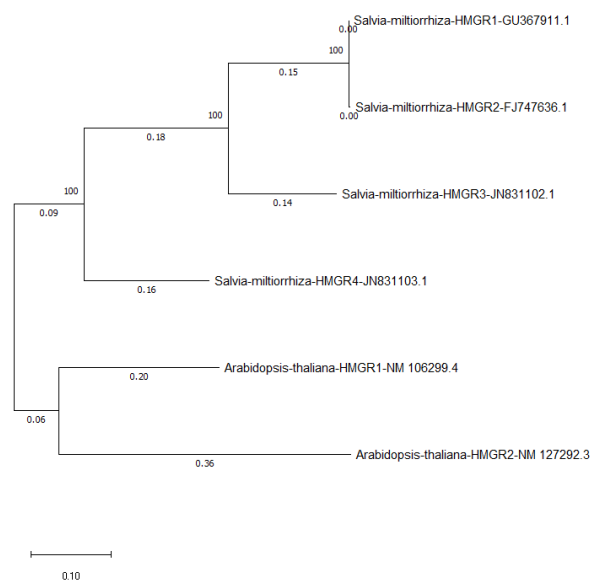 Salvia-miltiorrhiza-HMGR1-GU367911.1
0.00
100
0.15
Salvia-miltiorrhiza-HMGR2-FJ747636.1
0.00
100
0.18
Salvia-miltiorrhiza-HMGR3-JN831102.1
0.14
100
0.09
Salvia-miltiorrhiza-HMGR4-JN831103.1
0.16
Arabidopsis-thaliana-HMGR1-NM 106299.4
0.20
0.06
Arabidopsis-thaliana-HMGR2-NM 127292.3
0.36
0.10